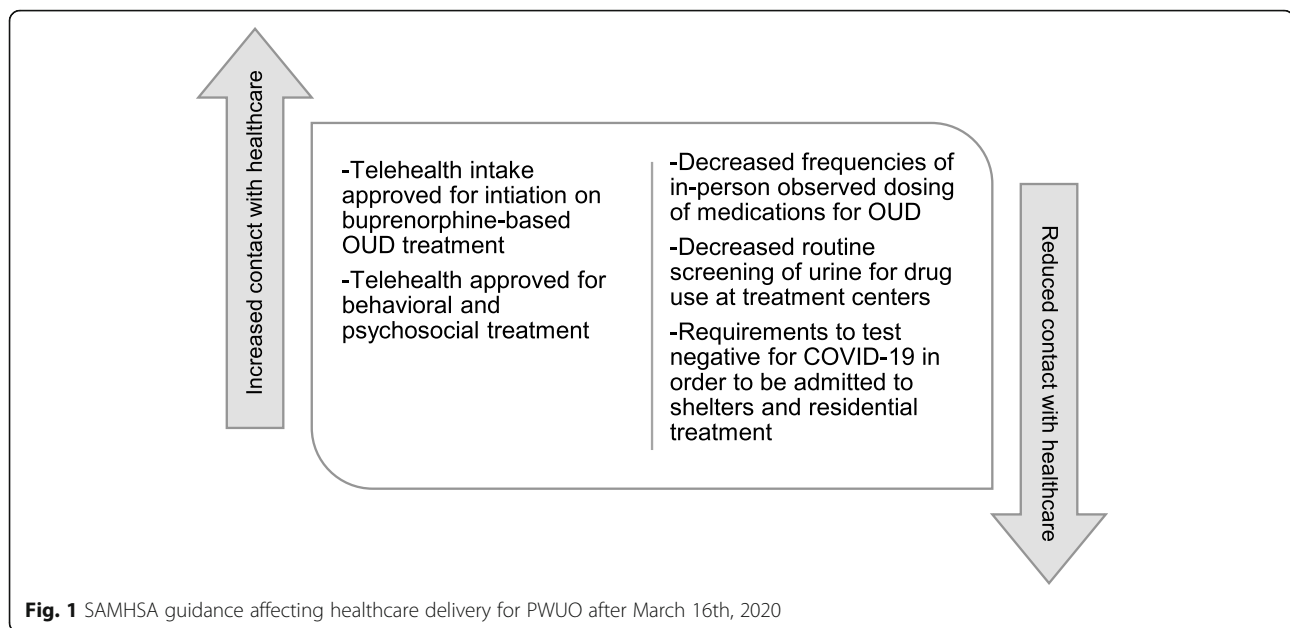 Increased contact with healthcare
-Telehealth intake
approved for intiation on
buprenorphine-based
OUD treatment
-Telehealth approved for
behavioral and
psychosocial treatment
-Decreased frequencies of
in-person observed dosing
of medications for OUD
-Decreased routine
screening of urine for drug
use at treatment centers
-Requirements to test
negative for COVID-19 in
order to be admitted to
shelters and residential
treatment
Reduced contact with healthcare
Fig. 1 SAMHSA guidance affecting healthcare delivery for PWUO after March 16th, 2020